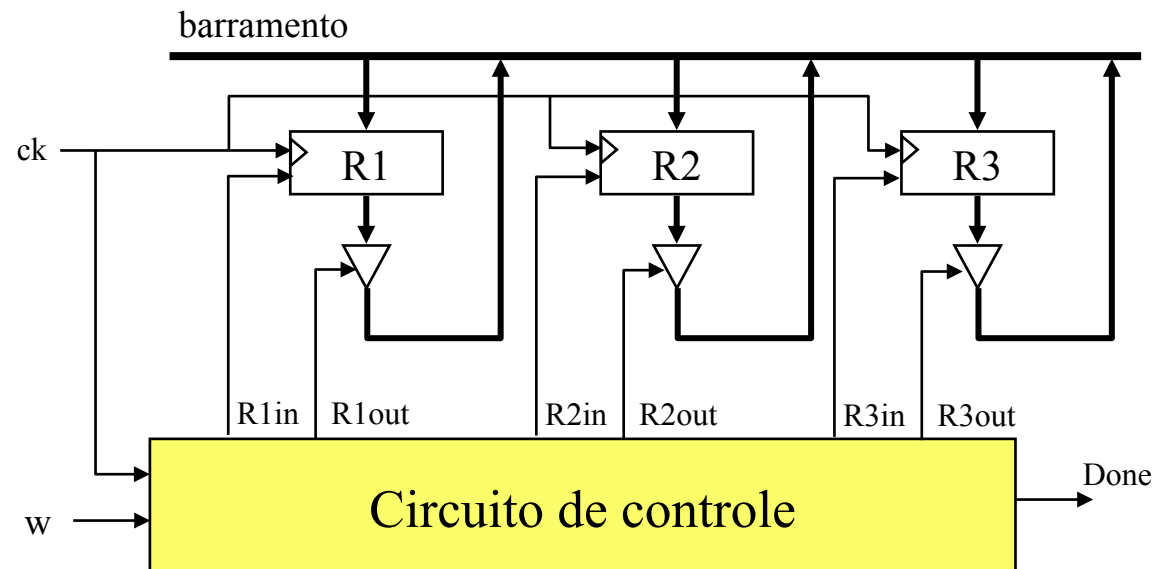 barramento
ck
R1
R2
R3
R1in
R1out
R2in
R2out
R3in
R3out
Done
w
Circuito de controle